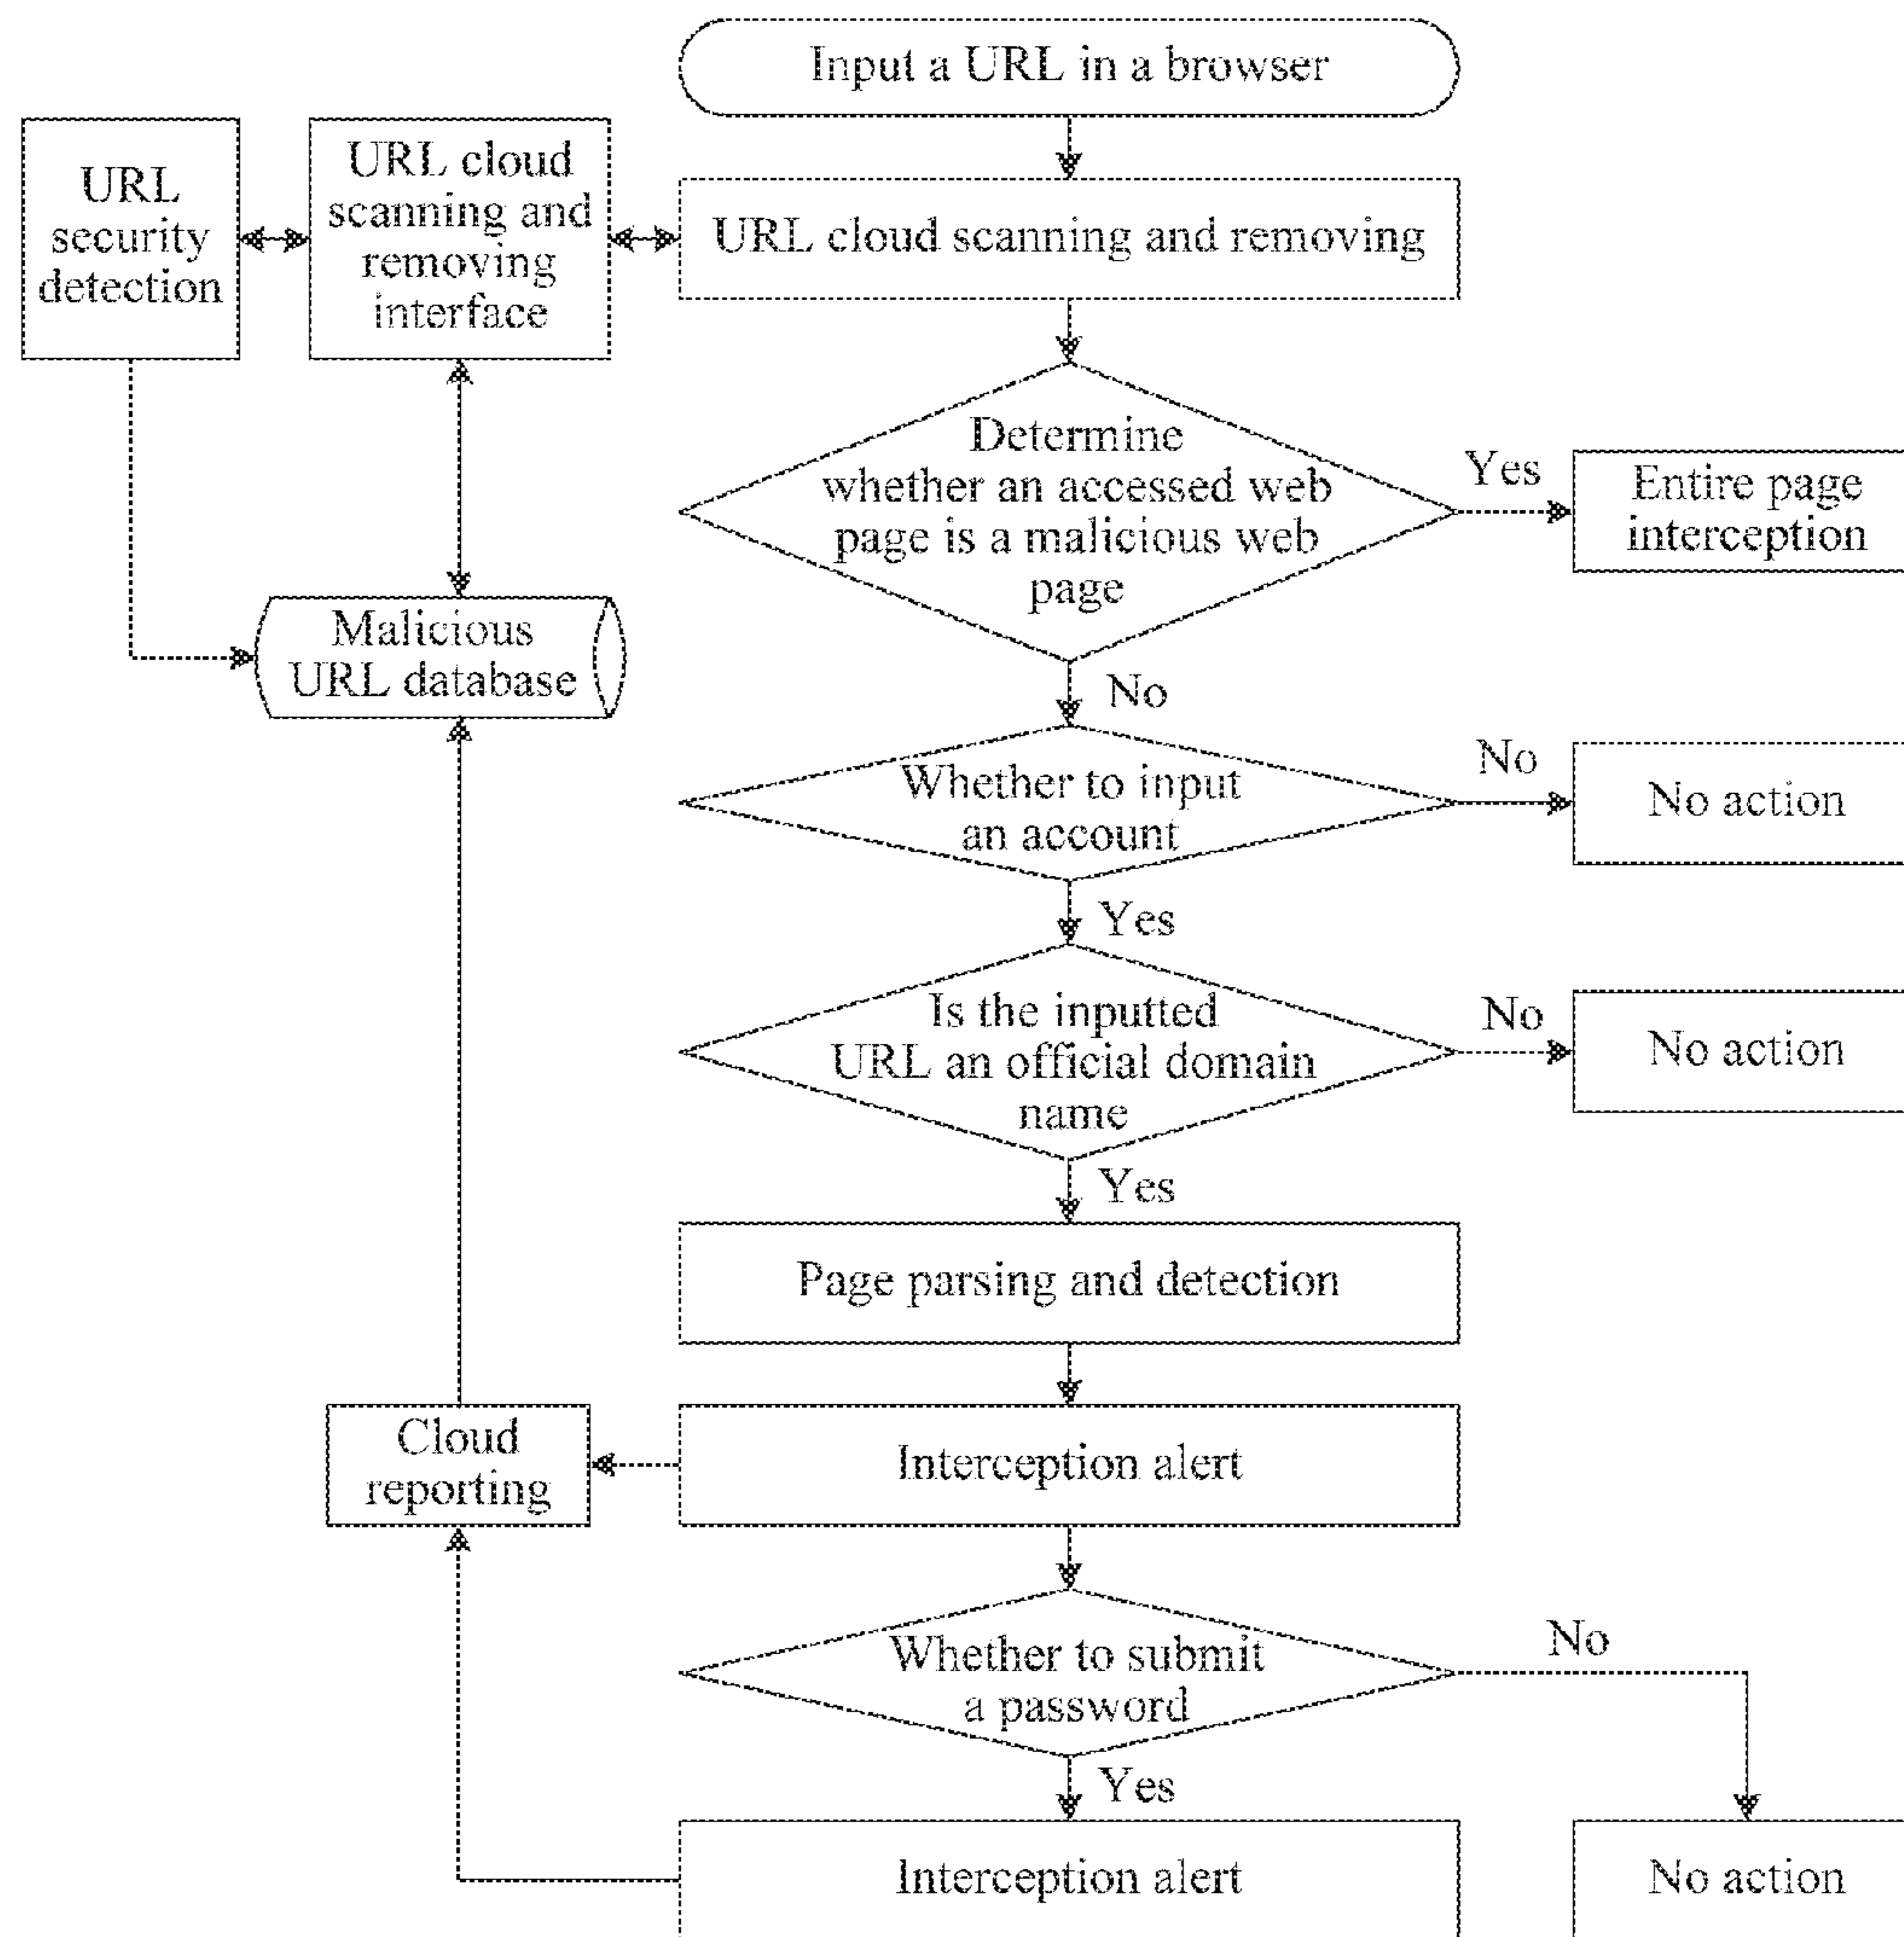 Input a URL in a browser
URL
security
detection
URL cloud
scanning and
removing
interface
URL cloud scanning and removing
Determine
whether an accessed web
page is a malicious web
page
Yes
Entire page
interception
Malicious
URL database
No
Whether to input
an account
No
No action
Yes
Is the inputted
URL an official domain
name
No
No action
Yes
Page parsing and detection
Cloud
reporting
Interception alert
Whether to submit
a password
No
Yes
Interception alert
No action